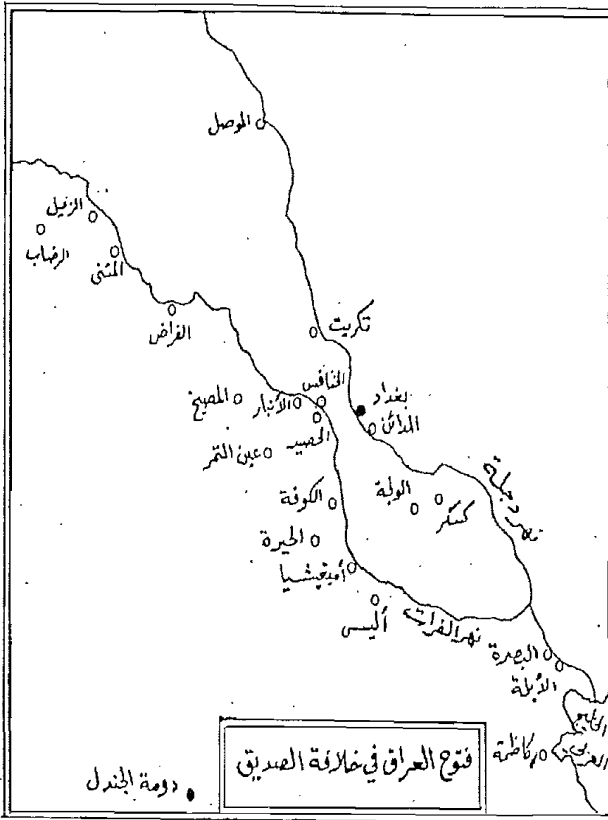 الموصل
الزميل
الرضاب
المثنى
الفراض
تكريت
الخنافس
بغداد
المصيخ
الأنبار
المدائن
الحصيد
عين التمر
نهر دجلة
الولجة
كسكر
الكوفة
الحيرة
أمغيشيا
أليس
نهر الفرات
البصرة
الأبلة
الخليج
العربي
كاظمة
فتوح العراق في خلافة الصديق
دومة الجندل